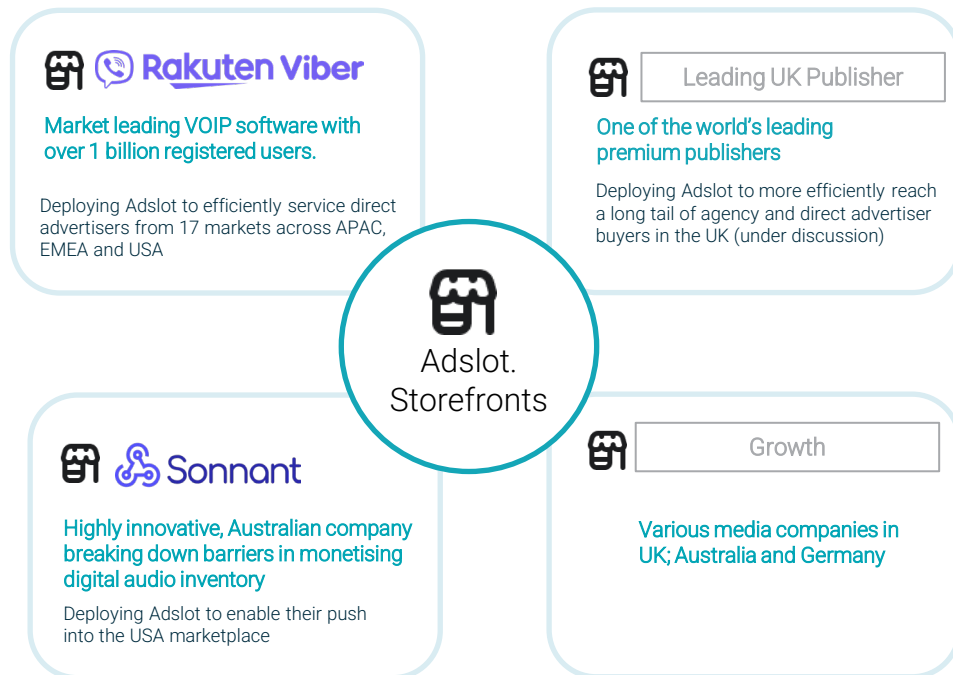 Rakuten Viber
Market leading VOIP software with
over 1 billion registered users.
Deploying Adslot to efficiently service direct
advertisers from 17 markets across APAC,
EMEA and USA
Leading UK Publisher
One of the world's leading
premium publishers
Deploying Adslot to more efficiently reach
a long tail of agency and direct advertiser
buyers in the UK (under discussion)
Adslot.
Storefronts
Sonnant
Highly innovative, Australian company
breaking down barriers in monetising
digital audio inventory
Deploying Adslot to enable their push
into the USA marketplace
Growth
Various media companies in
UK; Australia and Germany